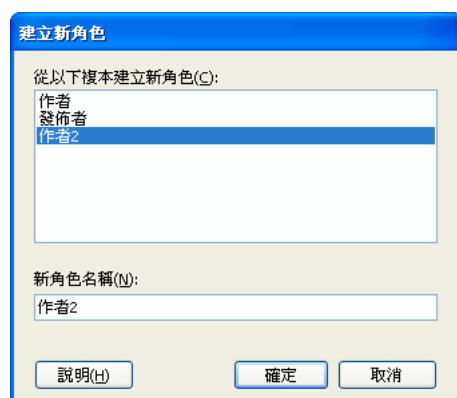 建立新角色
從以下複本建立新角色(C):
作者
發佈者
作者2
新角色名稱(N):
作者2
說明(H)
確定
取消